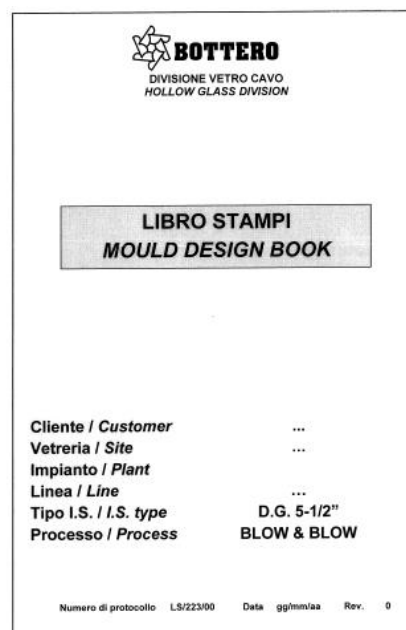 BOTTERO
DIVISIONE VETRO CAVO
HOLLOW GLASS DIVISION
LIBRO STAMPI
MOULD DESIGN BOOK
Cliente / Customer ...
Vetreria / Site ...
Impianto / Plant
Linea / Line ...
Tipo I.S. / I.S. type D.G. 5-1/2"
Processo / Process BLOW & BLOW
Numero di protocollo LS/223/00 Data gg/mm/aa Rev. 0